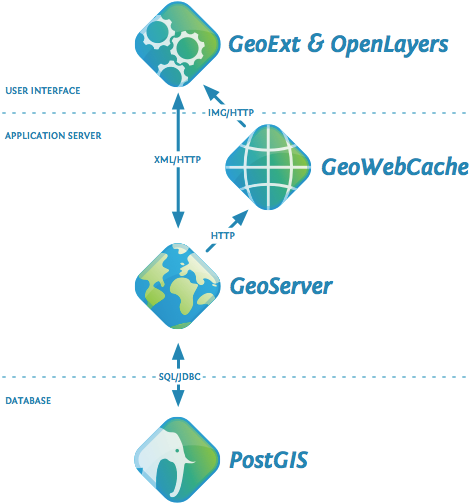 GeoExt & OpenLayers
USER INTERFACE
IMG/HTTP
APPLICATION SERVER
XML/HTTP
GeoWebCache
HTTP
GeoServer
SQL/JDBC
DATABASE
PostGIS